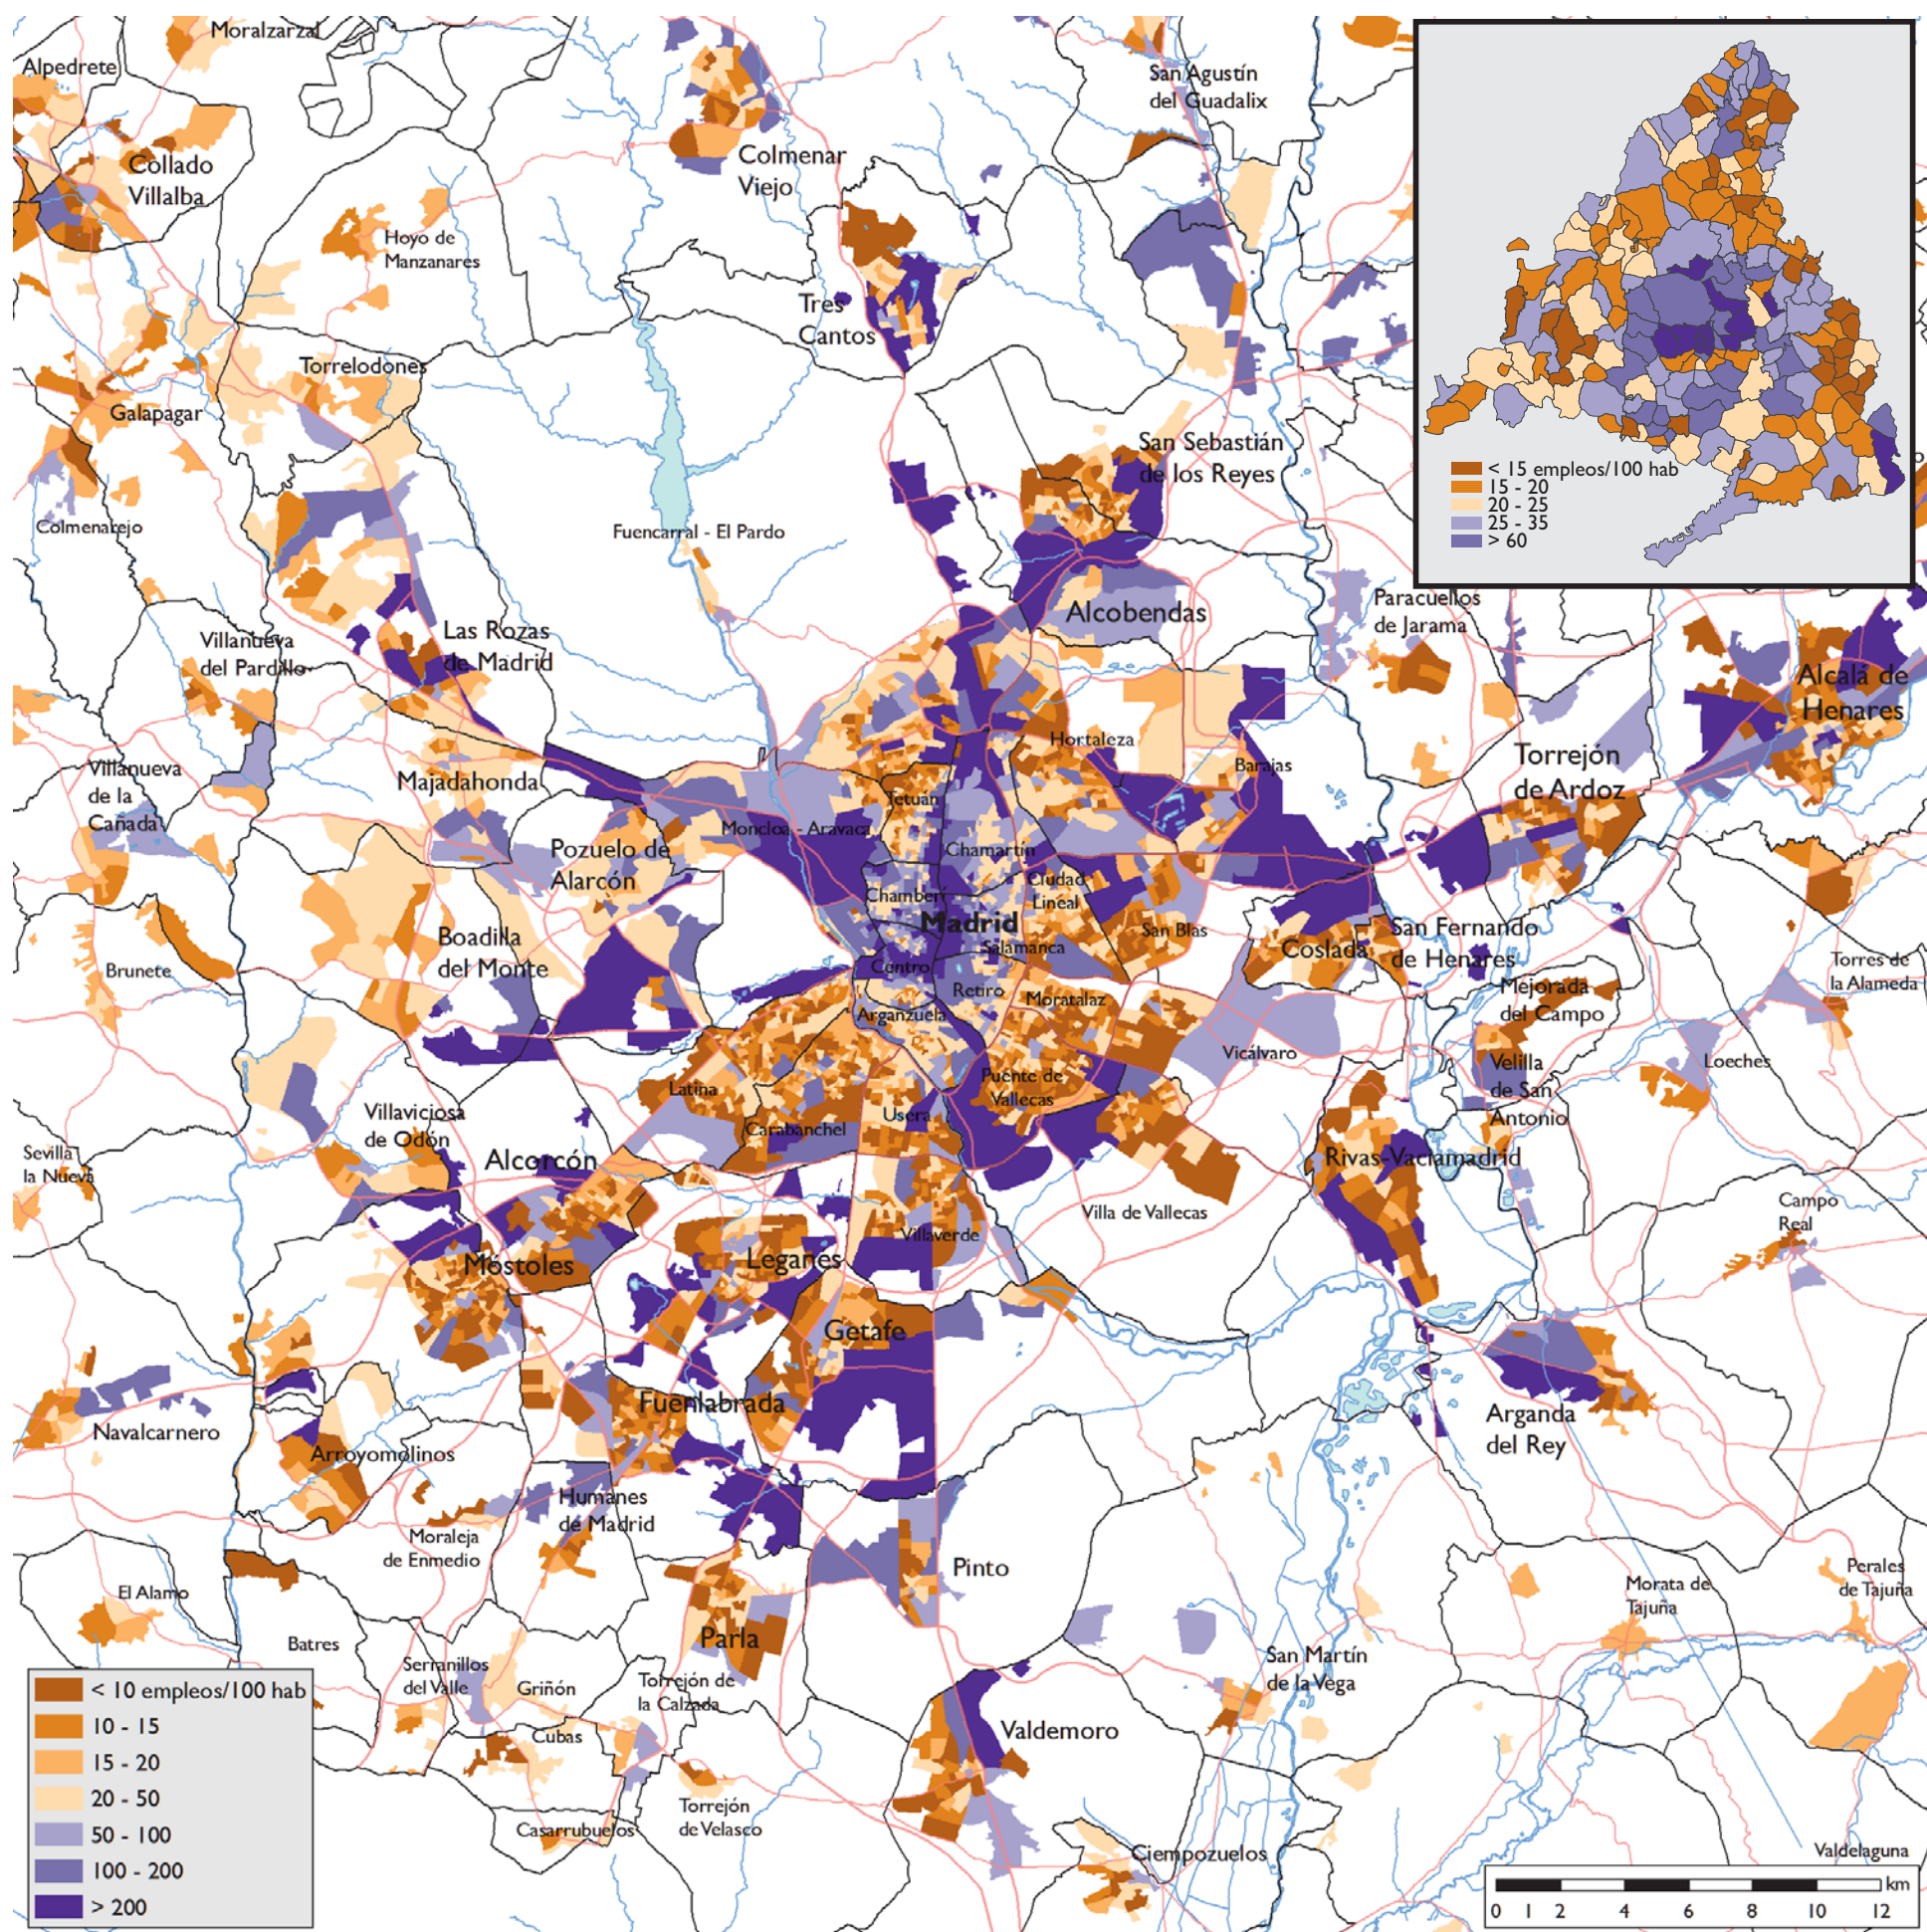 Moralzarzal
Alpedrete
San Agustín
del Guadalix
Collado
Villalba
Colmenar
Viejo
Hoyo de
Manzanares
Tres
Cantos
Torrelodones
Galapagar
San Sebastián
de los Reyes
Colmenarejo
Fuencarral - El Pardo
< 15 empleos/100 hab
15 - 20
20 - 25
25 - 35
> 60
Alcobendas
Paracuellos
de Jarama
Las Rozas
de Madrid
Villanueva
del Pardillo
Alcalá de
Henares
Hortaleza
Barajas
Torrejón
de Ardoz
Villanueva
de la
Cañada
Majadahonda
Tetuán
Moncloa - Aravaca
Pozuelo de
Alarcón
Chamartín
Chamberí
Ciudad
Lineal
Madrid
San Blas
Salamanca
Coslada
San Fernando
de Henares
Boadilla
del Monte
Brunete
Centro
Retiro
Moratalaz
Arganzuela
Mejorada
del Campo
Torres de
la Alameda
Vicálvaro
Velilla
de San
Antonio
Loeches
Latina
Puente de
Vallecas
Usera
Carabanchel
Villaviciosa
de Odón
Sevilla
la Nueva
Alcorcón
Rivas-Vaciamadrid
Villa de Vallecas
Campo
Real
Villaverde
Leganes
Móstoles
Getafe
Fuenlabrada
Navalcarnero
Arroyomolinos
Arganda
del Rey
Humanes
de Madrid
Moraleja
de Enmedio
Pinto
El Alamo
Batres
Parla
Morata de
Tajuña
Perales
de Tajuña
Serranillos
del Valle
Griñón
Torrejón de
la Calzada
San Martín
de la Vega
Cubas
Valdemoro
Torrejón
de Velasco
Casarrubuelos
Ciempozuelos
Valdelaguna
< 10 empleos/100 hab
10 - 15
15 - 20
20 - 50
50 - 100
100 - 200
> 200
km
0 1 2 4 6 8 10 12